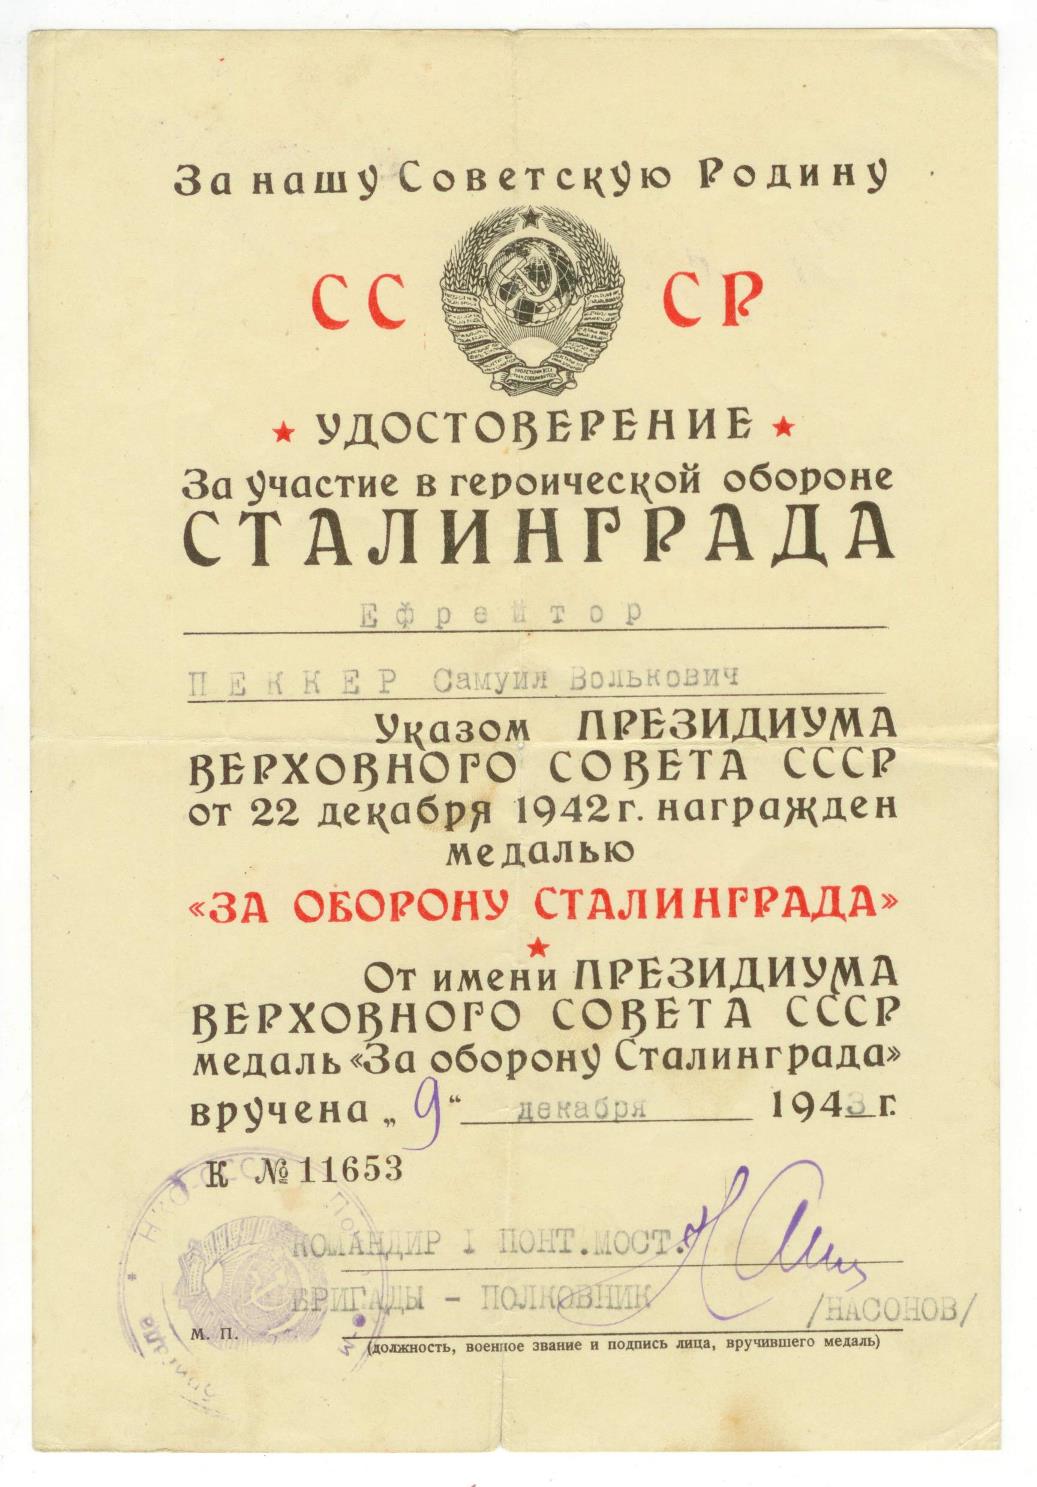 За нашу Советскую Родину
СССР
УДОСТОВЕРЕНИЕ
За участие в героической обороне
СТАЛИНГРАДА
Ефрейтор
ПЕККЕР Самуил Волькович
Указом ПРЕЗИДИУМА
ВЕРХОВНОГО СОВЕТА СССР
от 22 декабря 1942 г. награжден
медалью
«ЗА ОБОРОНУ СТАЛИНГРАДА»
От имени ПРЕЗИДИУМА
ВЕРХОВНОГО СОВЕТА СССР
медаль «За оборону Сталинграда»
вручена „9“ декабря 1943 г.
К № 11653
КОМАНДИР I ПОНТ.МОСТ.
БРИГАДЫ - ПОЛКОВНИК /НАСОНОВ/
М. П.
(должность, военное звание и подпись лица, вручившего медаль)